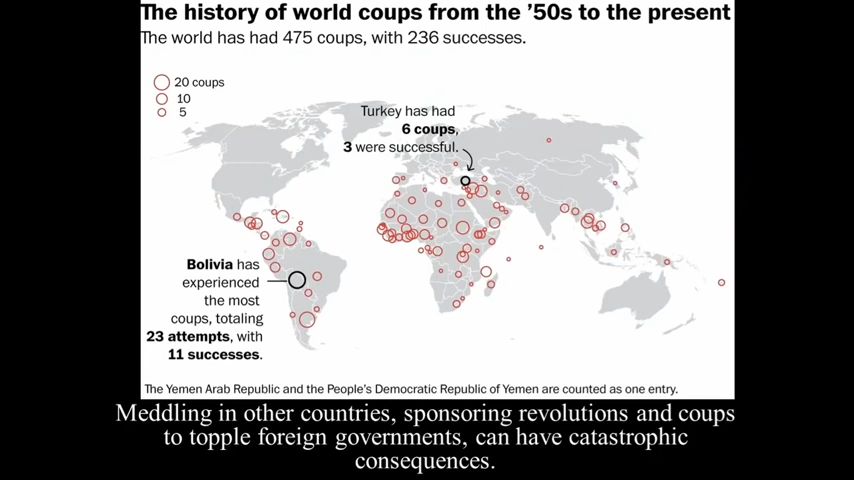 The history of world coups from the ’50s to the present
The world has had 475 coups, with 236 successes.
20 coups
10
5
Turkey has had
6 coups,
3 were successful.
Bolivia has
experienced
the most
coups, totaling
23 attempts, with
11 successes.
The Yemen Arab Republic and the People’s Democratic Republic of Yemen are counted as one entry.
Meddling in other countries, sponsoring revolutions and coups
to topple foreign governments, can have catastrophic
consequences.